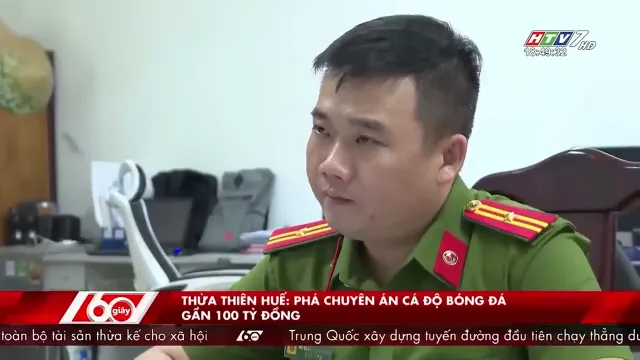 HTV7 HD
18:49:32
THỪA THIÊN HUẾ: PHÁ CHUYÊN ÁN CÁ ĐỘ BÓNG ĐÁ
GẦN 100 TỶ ĐỒNG
60 giây
toàn bộ tài sản thừa kế cho xã hội
Trung Quốc xây dựng tuyến đường đầu tiên chạy thẳng